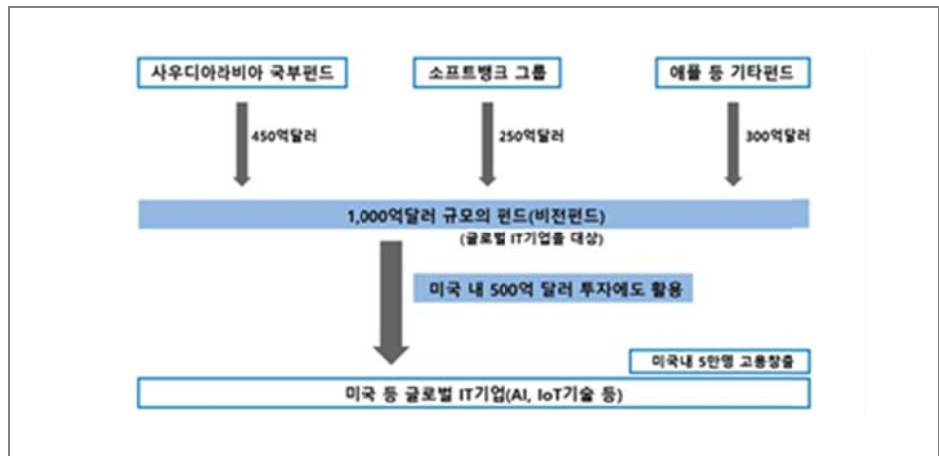 사우디아라비아 국부펀드
소프트뱅크 그룹
애플 등 기타펀드
450억달러
250억달러
300억달러
1,000억달러 규모의 펀드(비전펀드)
(글로벌 IT기업을 대상)
미국 내 500억 달러 투자에도 활용
미국내 5만명 고용창출
미국 등 글로벌 IT기업(AI, IoT기술 등)